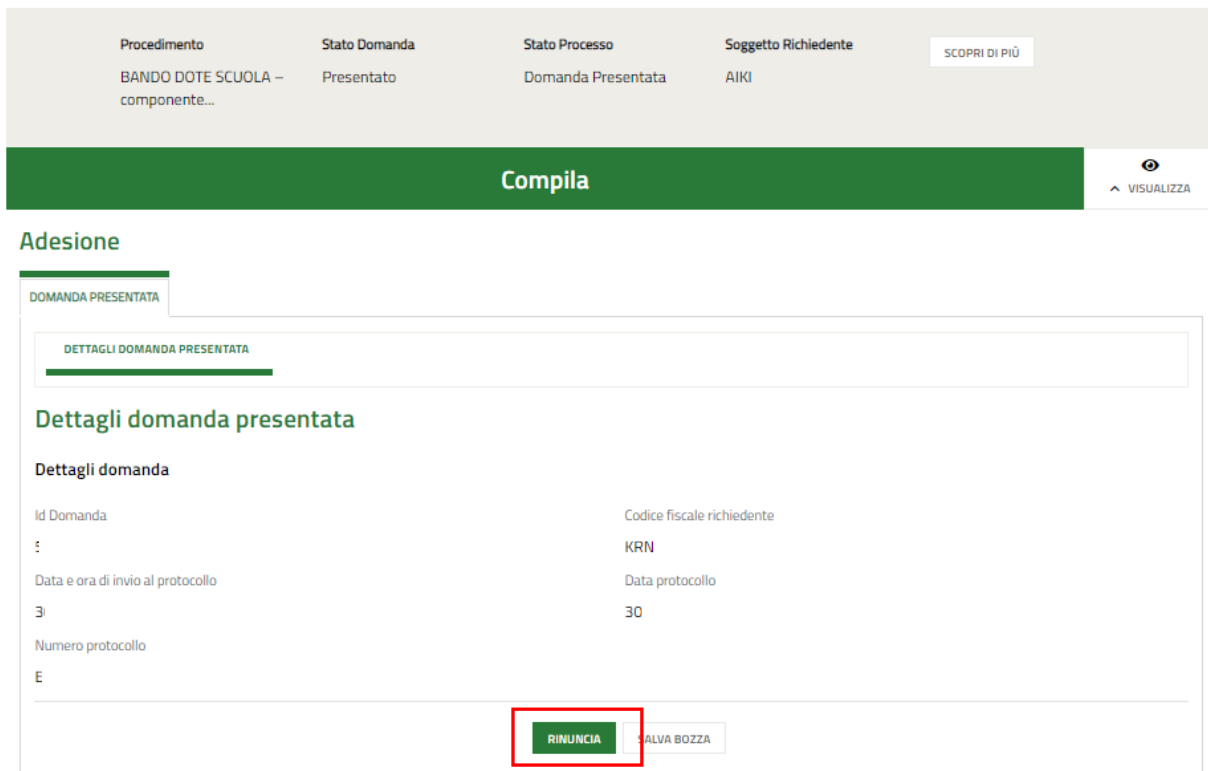 Procedimento Stato Domanda Stato Processo Soggetto Richiedente SCOPRI DI PIÙ
BANDO DOTE SCUOLA – Presentato Domanda Presentata AIKI
componente...
Compila
VISUALIZZA
Adesione
DOMANDA PRESENTATA
DETTAGLI DOMANDA PRESENTATA
Dettagli domanda presentata
Dettagli domanda
Id Domanda Codice fiscale richiedente
KRN
Data e ora di invio al protocollo Data protocollo
30
Numero protocollo
E
RINUNCIA SALVA BOZZA